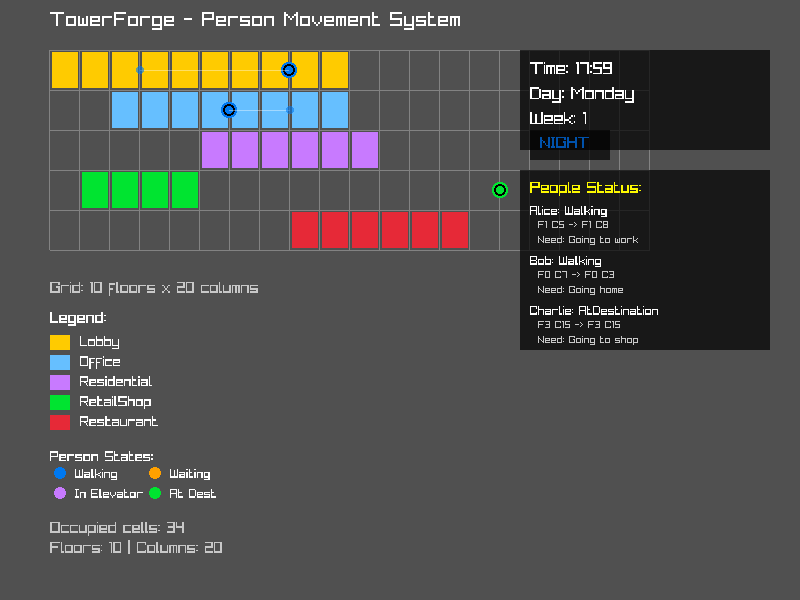 TowerForge - Person Movement System
Time: 17:59
Day: Monday
Week: 1
NIGHT
People Status:
Alice: Walking
F1 C5 -> F1 C8
Need: Going to work
Bob: Walking
F0 C7 -> F0 C3
Need: Going home
Charlie: AtDestination
F3 C15 -> F3 C15
Need: Going to shop
Grid: 10 floors x 20 columns
Legend:
Lobby
Office
Residential
RetailShop
Restaurant
Person States:
Walking
Waiting
In Elevator
At Dest
Occupied cells: 34
Floors: 10 | Columns: 20